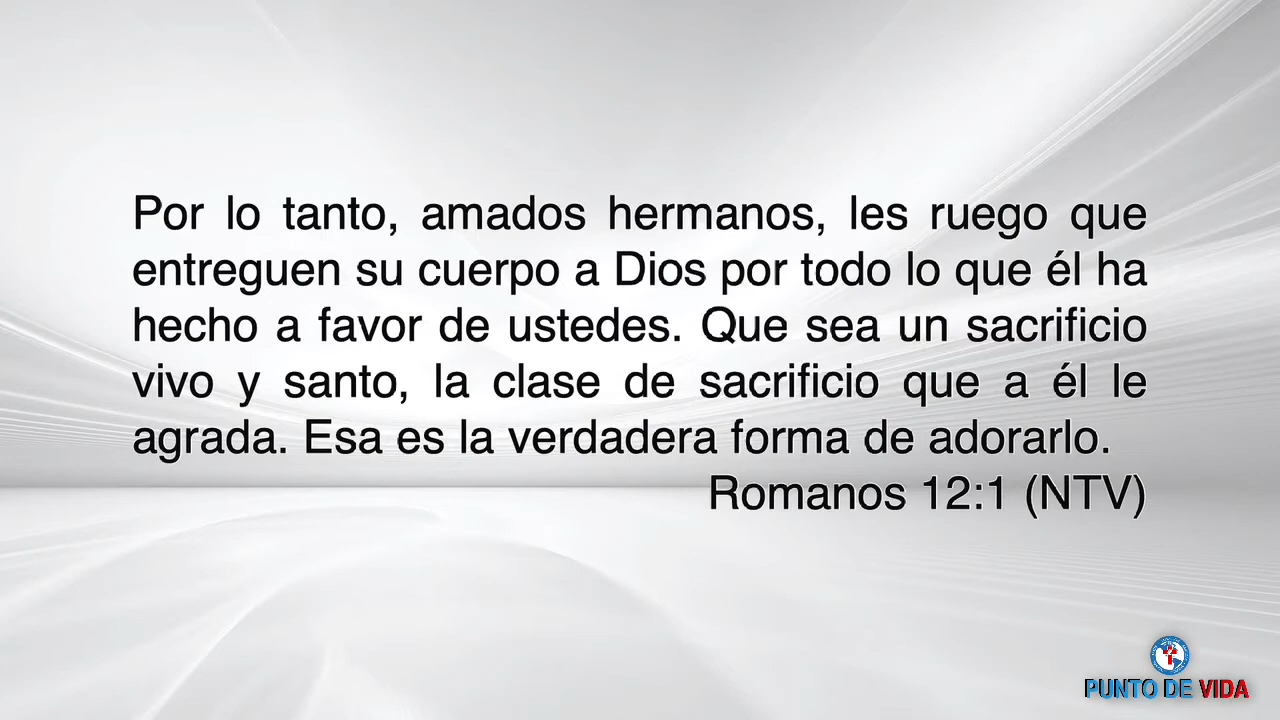 Por lo tanto, amados hermanos, les ruego que
entreguen su cuerpo a Dios por todo lo que él ha
hecho a favor de ustedes. Que sea un sacrificio
vivo y santo, la clase de sacrificio que a él le
agrada. Esa es la verdadera forma de adorarlo.
Romanos 12:1 (NTV)
PUNTO DE VIDA